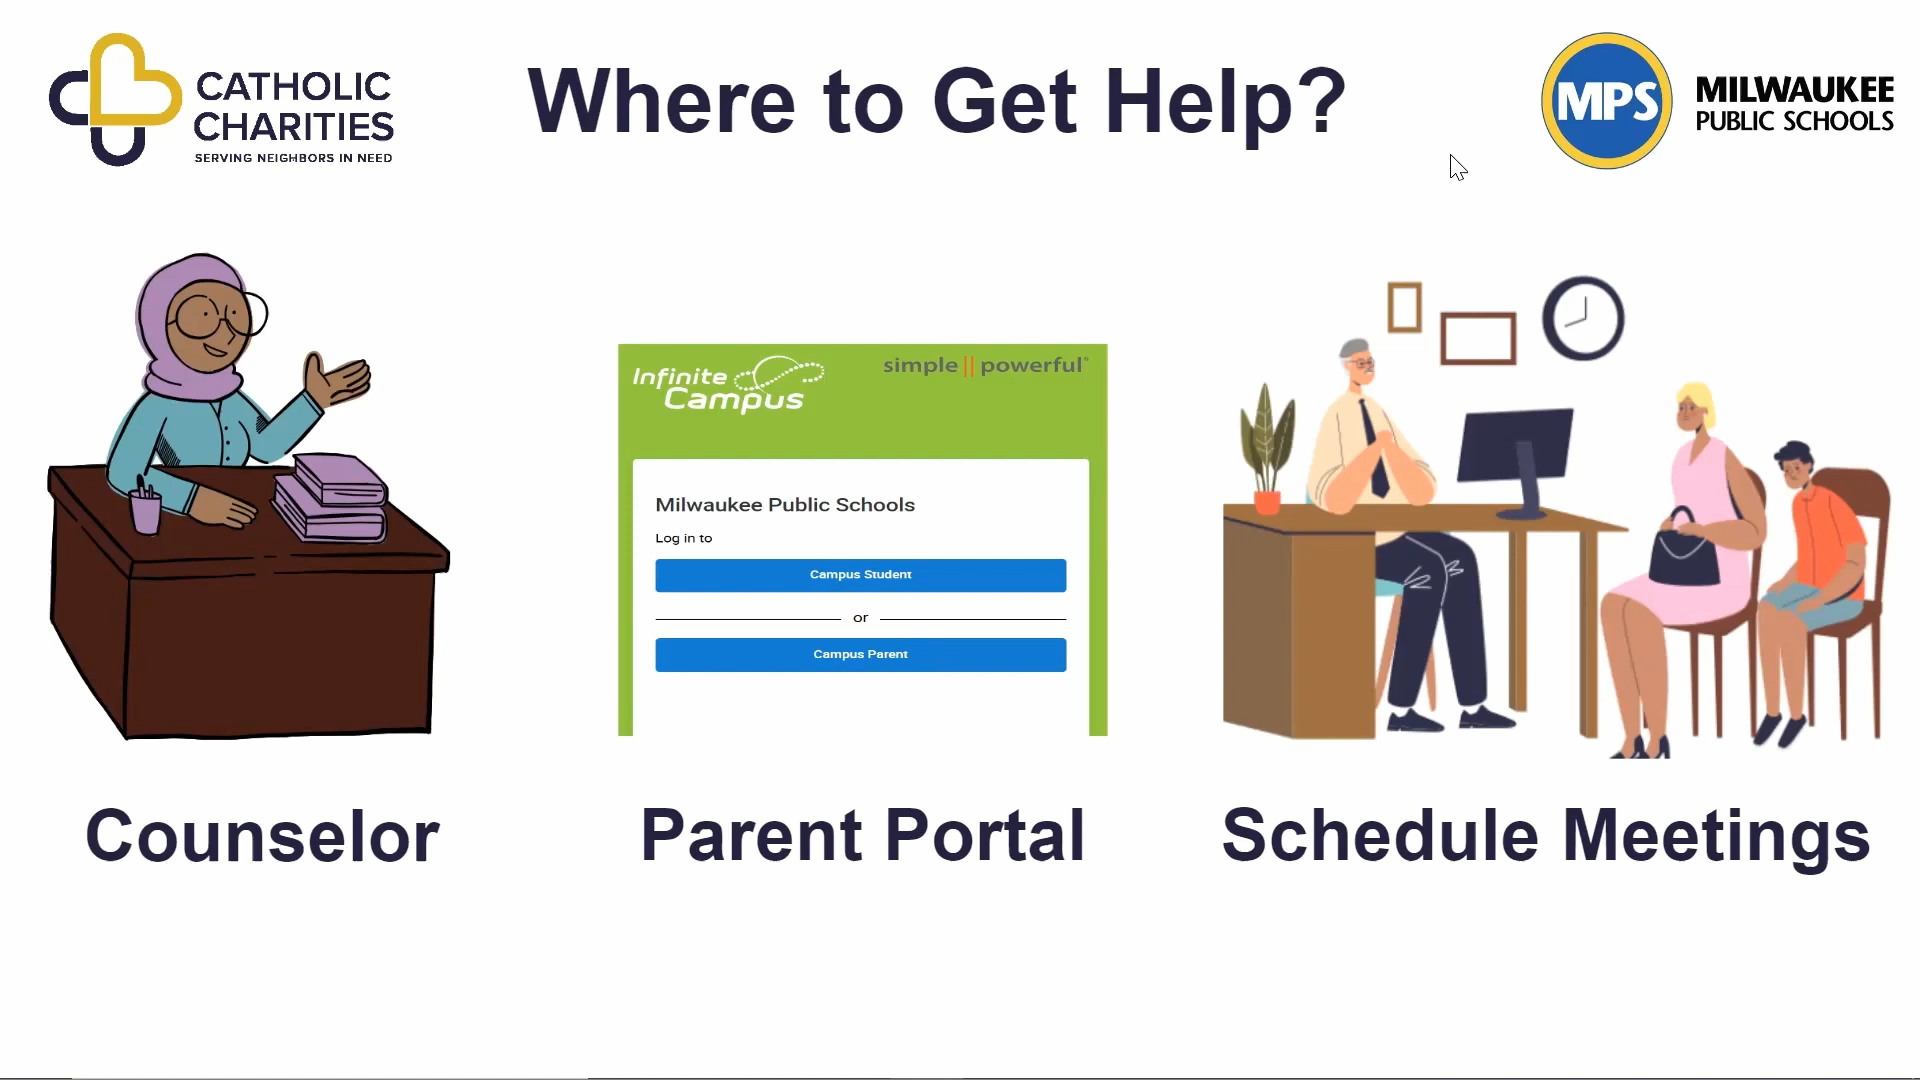 CATHOLIC
CHARITIES
SERVING NEIGHBORS IN NEED
Where to Get Help?
MPS
MILWAUKEE
PUBLIC SCHOOLS
Infinite
Campus
simple || powerful®
Milwaukee Public Schools
Log in to
Campus Student
or
Campus Parent
Counselor
Parent Portal
Schedule Meetings